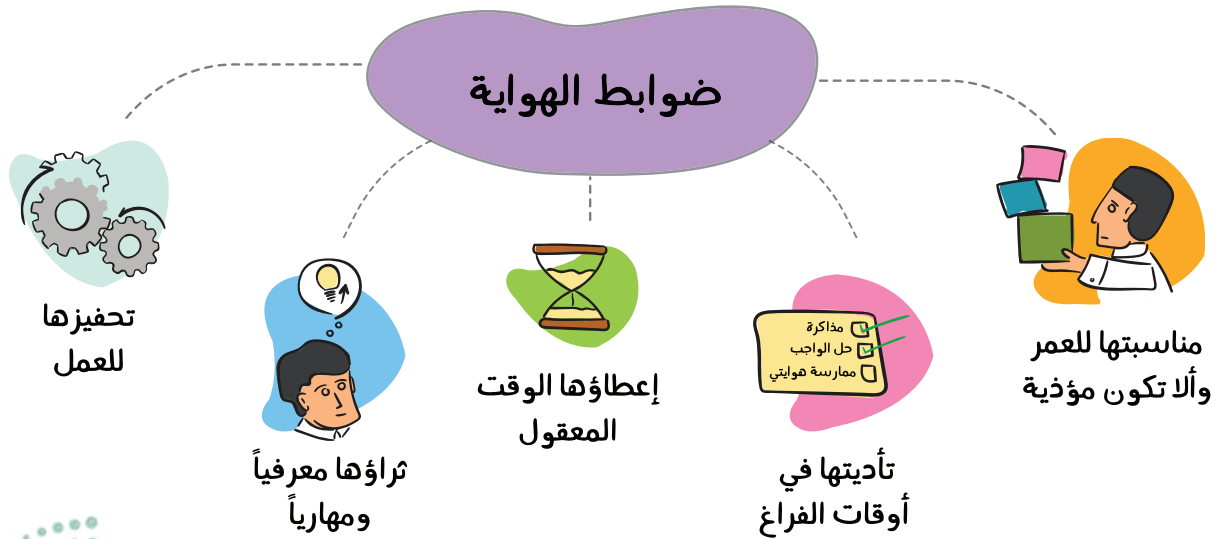 ضوابط الهواية
مناسبتها للعمر
وألا تكون مؤذية
مذاكرة
حل الواجب
ممارسة هوايتي
تأديتها في
أوقات الفراغ
إعطاؤها الوقت
المعقول
ثراؤها معرفياً
ومهارياً
تحفيزها
للعمل